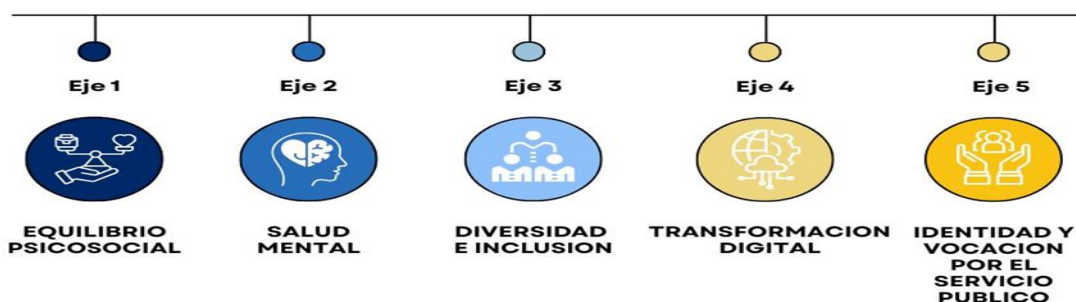 Eje 1
Eje 2
Eje 3
Eje 4
Eje 5
EQUILIBRIO
PSICOSOCIAL
SALUD
MENTAL
DIVERSIDAD
E INCLUSION
TRANSFORMACION
DIGITAL
IDENTIDAD Y
VOCACION
POR EL
SERVICIO
PUBLICO